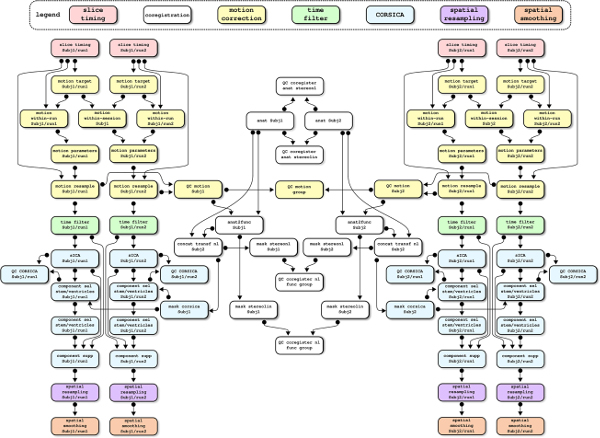 legend
slice
timing
coregistration
motion
correction
time
filter
CORSICA
spatial
resampling
spatial
smoothing
slice timing
Subj1/run1
slice timing
Subj1/run2
slice timing
Subj2/run1
slice timing
Subj2/run2
motion target
Subj1/run1
motion target
Subj1/run2
QC coregister
anat stereonl
motion target
Subj2/run1
motion target
Subj2/run2
motion
within-run
Subj1/run1
motion
within-session
Subj1
motion
within-run
Subj1/run2
anat Subj1
anat Subj2
motion
within-run
Subj2/run1
motion
within-session
Subj2
motion
within-run
Subj2/run2
motion parameters
Subj1/run1
motion parameters
Subj1/run2
QC coregister
anat stereolin
motion parameters
Subj2/run1
motion parameters
Subj2/run2
motion resample
Subj1/run1
motion resample
Subj1/run2
QC motion
Subj1
QC motion
group
QC motion
Subj2
motion resample
Subj2/run1
motion resample
Subj2/run2
time filter
Subj1/run1
time filter
Subj1/run2
anat2func
Subj1
anat2func
Subj2
time filter
Subj2/run1
time filter
Subj2/run2
concat transf nl
mask stereonl
Subj1
mask stereonl
Subj2
concat transf nl
Subj2
sICA
Subj1/run1
sICA
Subj1/run2
sICA
Subj2/run1
sICA
Subj2/run2
QC CORSICA
Subj1/run1
QC CORSICA
Subj1/run2
QC coregister nl
func group
QC CORSICA
Subj2/run1
QC CORSICA
Subj2/run2
component sel
stem/ventricles
Subj1/run1
component sel
stem/ventricles
Subj1/run2
mask corsica
Subj1
mask stereolin
Subj1
mask stereolin
Subj2
mask corsica
Subj2
component sel
stem/ventricles
Subj2/run1
component sel
stem/ventricles
Subj2/run2
component sel
stem/ventricles
Subj1/run1
component sel
stem/ventricles
Subj1/run2
component sel
stem/ventricles
Subj2/run1
component sel
stem/ventricles
Subj2/run2
QC coregister nl
func group
component supp
Subj1/run1
component supp
Subj1/run2
component supp
Subj2/run1
component supp
Subj2/run2
spatial
resampling
Subj1/run1
spatial
resampling
Subj1/run2
spatial
resampling
Subj2/run1
spatial
resampling
Subj2/run2
spatial
smoothing
Subj1/run1
spatial
smoothing
Subj1/run2
spatial
smoothing
Subj2/run1
spatial
smoothing
Subj2/run2